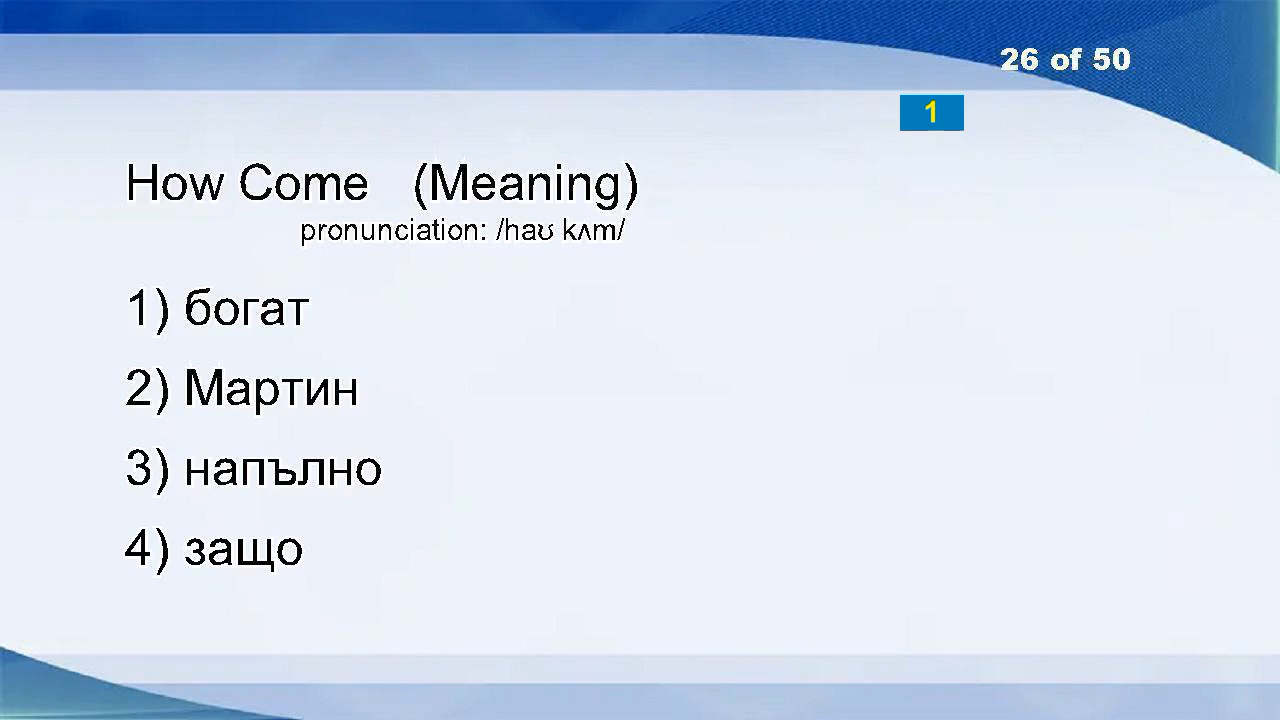 26 of 50
1
How Come (Meaning)
pronunciation: /haʊ kʌm/
1) богат
2) Мартин
3) напълно
4) защо